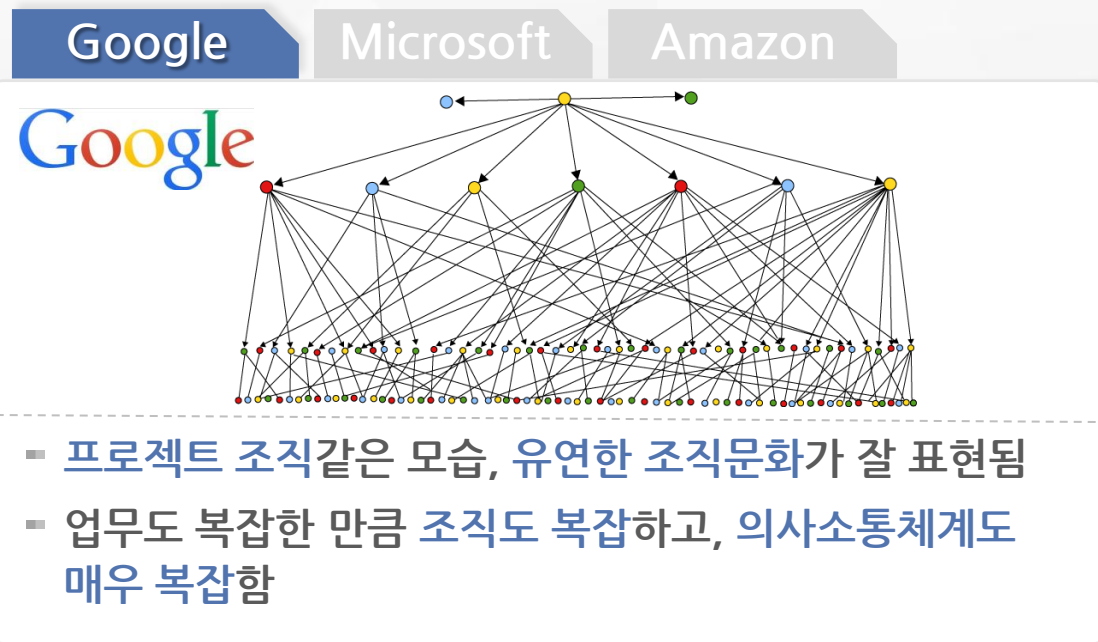 Google
Microsoft
Amazon
Google
프로젝트 조직같은 모습, 유연한 조직문화가 잘 표현됨
업무도 복잡한 만큼 조직도 복잡하고, 의사소통체계도
매우 복잡함